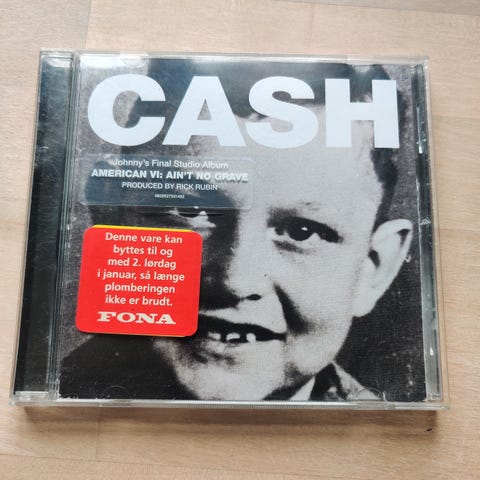 CASH
Johnny's Final Studio Album
AMERICAN VI: AIN'T NO GRAVE
PRODUCED BY RICK RUBIN
Denne vare kan
byttes til og
med 2. lørdag
i januar, så længe
plomberingen
ikke er brudt.
FONA